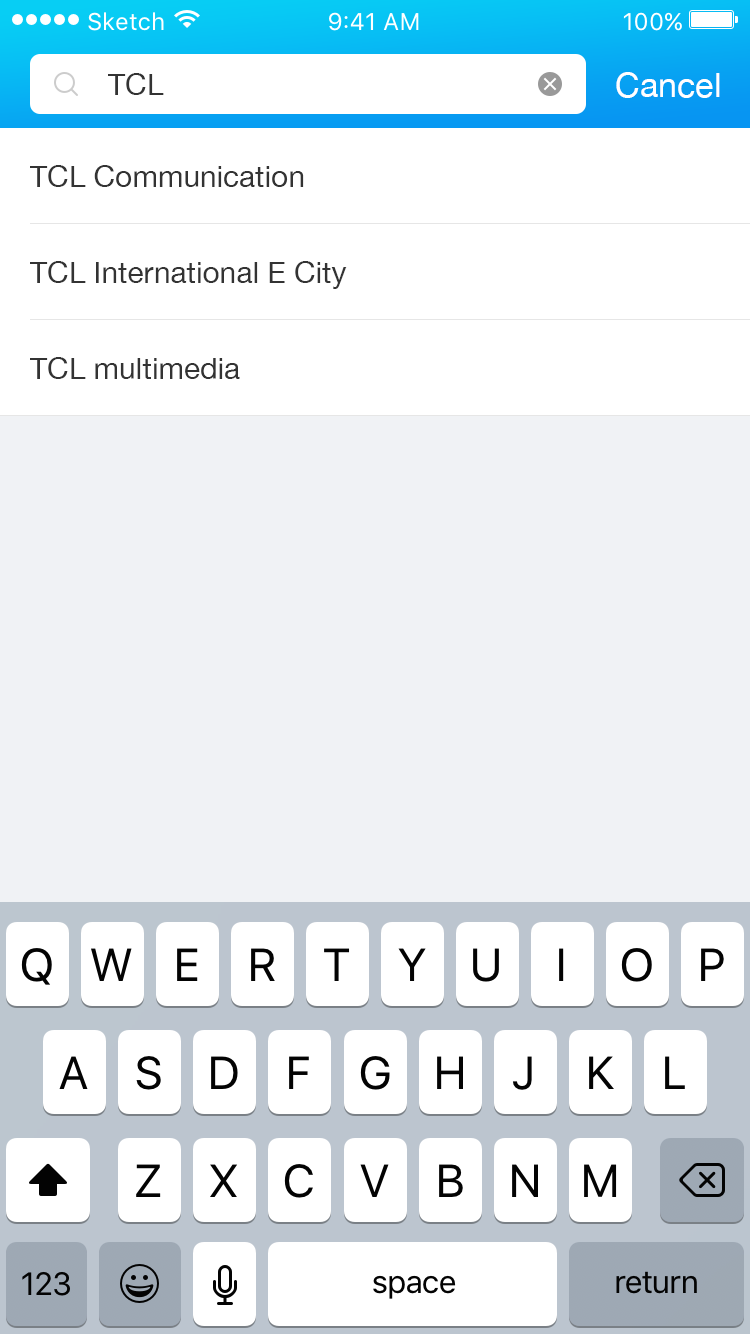 Sketch 9:41 AM 100%
TCL Cancel
TCL Communication
TCL International E City
TCL multimedia
Q W E R T Y U I O P
A S D F G H J K L
Z X C V B N M
123 space return